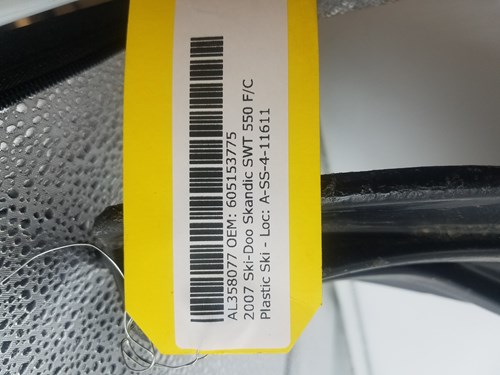 AL358077 OEM: 605153775
2007 Ski-Doo Skandic SWT 550 F/C
Plastic Ski - Loc: A-SS-4-11611